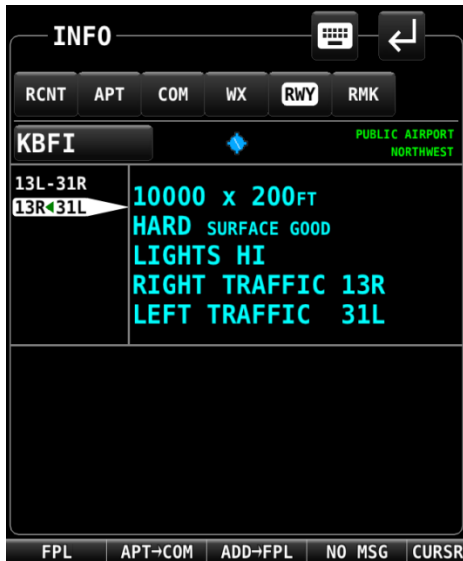 INFO
RCNT APT COM WX RWY RMK
KBFI
PUBLIC AIRPORT
NORTHWEST
13L-31R
13R◀31L
10000 x 200FT
HARD SURFACE GOOD
LIGHTS HI
RIGHT TRAFFIC 13R
LEFT TRAFFIC 31L
FPL APT→COM ADD→FPL NO MSG CURSR